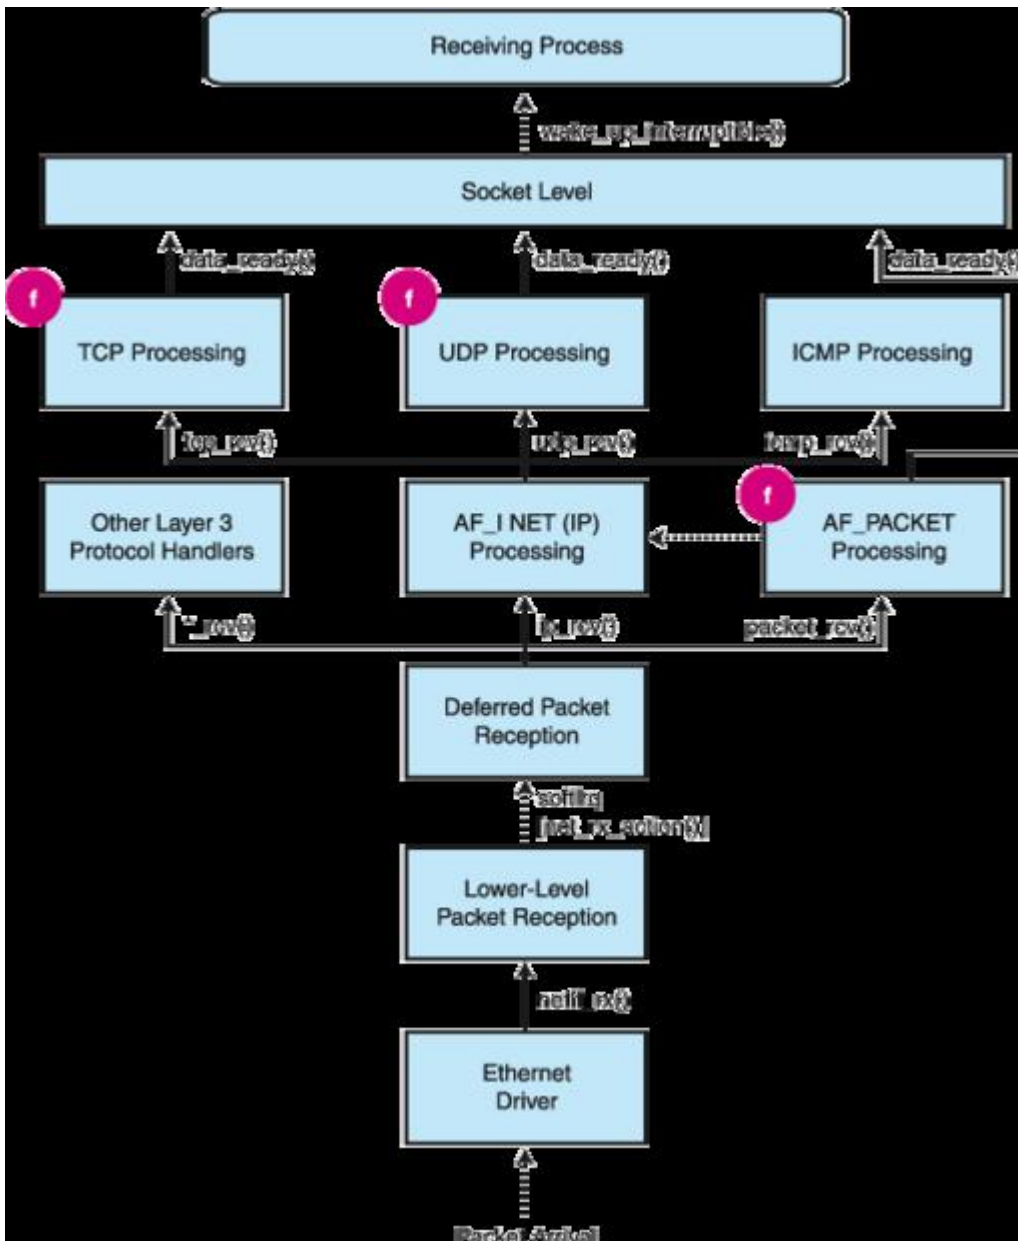 Receiving Process
wake_up_interruptible()
Socket Level
data_ready()
data_ready()
data_ready()
f
f
TCP Processing
UDP Processing
ICMP Processing
tcp_rcv()
udp_rcv()
icmp_rcv()
f
Other Layer 3
Protocol Handlers
AF_I NET (IP)
Processing
AF_PACKET
Processing
*_rcv()
ip_rcv()
packet_rcv()
Deferred Packet
Reception
softirq
[net_rx_action()]
Lower-Level
Packet Reception
netif_rx()
Ethernet
Driver
Packet Arrival